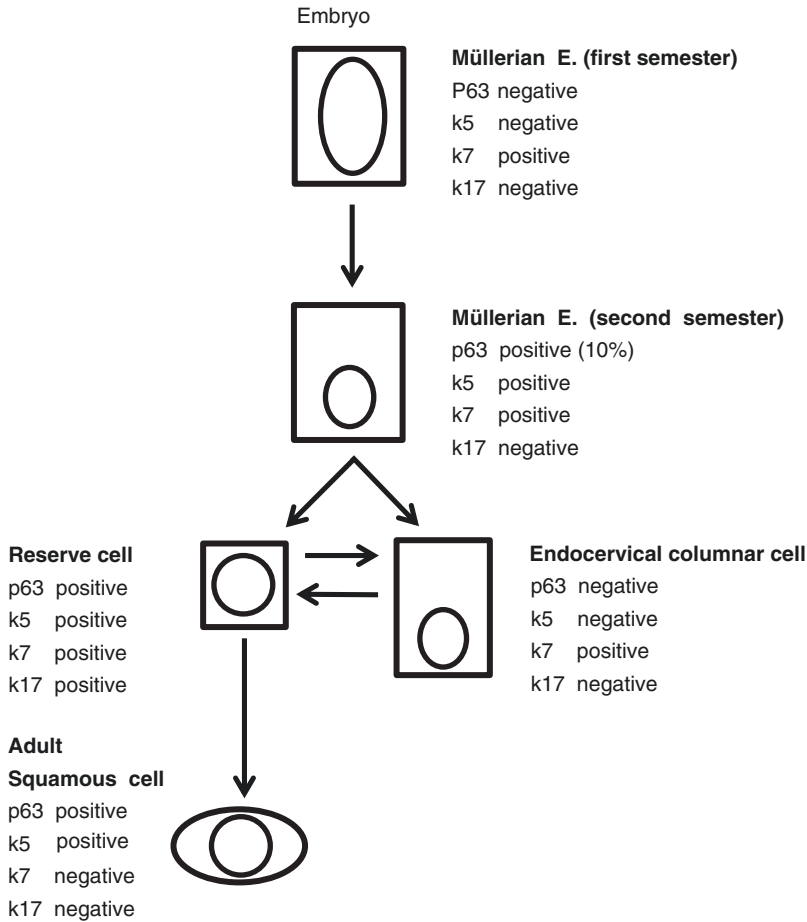 Embryo
Müllerian E. (first semester)
P63 negative
k5 negative
k7 positive
k17 negative
Müllerian E. (second semester)
p63 positive (10%)
k5 positive
k7 positive
k17 negative
Reserve cell
p63 positive
k5 positive
k7 positive
k17 positive
Endocervical columnar cell
p63 negative
k5 negative
k7 positive
k17 negative
Adult
Squamous cell
p63 positive
k5 positive
k7 negative
k17 negative